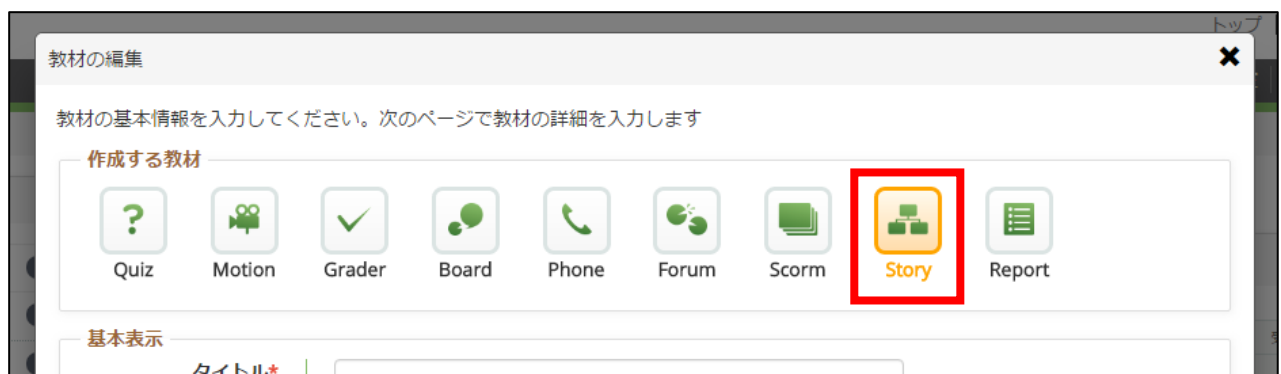 トップ
教材の編集
教材の基本情報を入力してください。次のページで教材の詳細を入力します
作成する教材
Quiz Motion Grader Board Phone Forum Scorm Story Report
基本表示
タイトル*